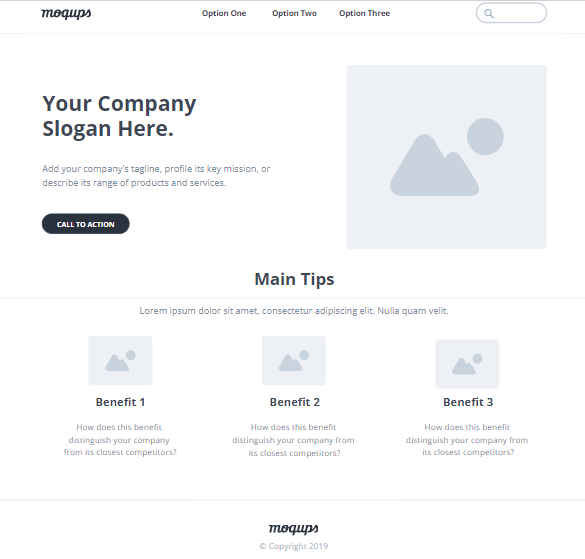 moqups
Option One
Option Two
Option Three
Your Company
Slogan Here.
Add your company's tagline, profile its key mission, or
describe its range of products and services.
CALL TO ACTION
Main Tips
Lorem ipsum dolor sit amet, consectetur adipiscing elit. Nulla quam velit.
Benefit 1
How does this benefit
distinguish your company
from its closest competitors?
Benefit 2
How does this benefit
distinguish your company from
its closest competitors?
Benefit 3
How does this benefit
distinguish your company from
its closest competitors?
moqups
© Copyright 2019